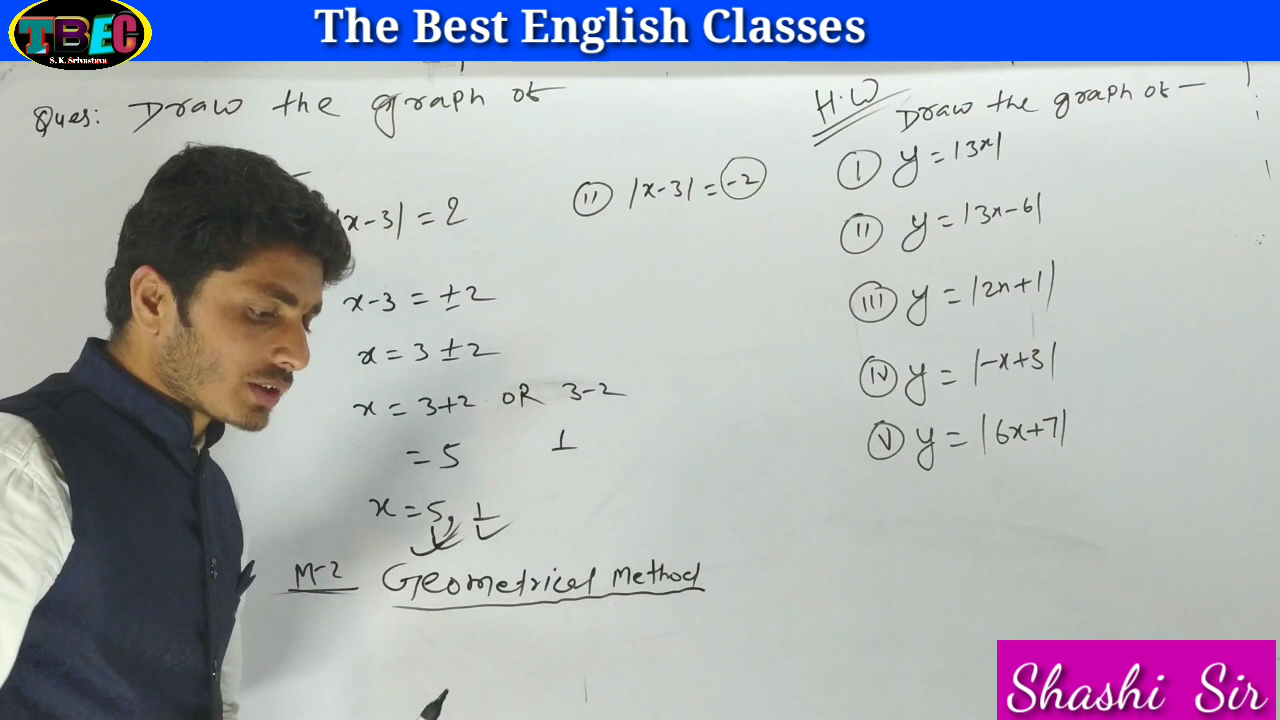 TBEC
S. K. Srivastava
The Best English Classes
Ques: Draw the graph of
|x-3| = 2
x-3 = ±2
x = 3 ± 2
x = 3+2 OR 3-2
= 5 1
x = 5, 1
M-2 Geometrical Method
(ii) |x-3| = -2
H.W Draw the graph of —
(i) y = |3x|
(ii) y = |3x-6|
(iii) y = |2x+1|
(iv) y = |-x+3|
(v) y = |6x+7|
Shashi Sir